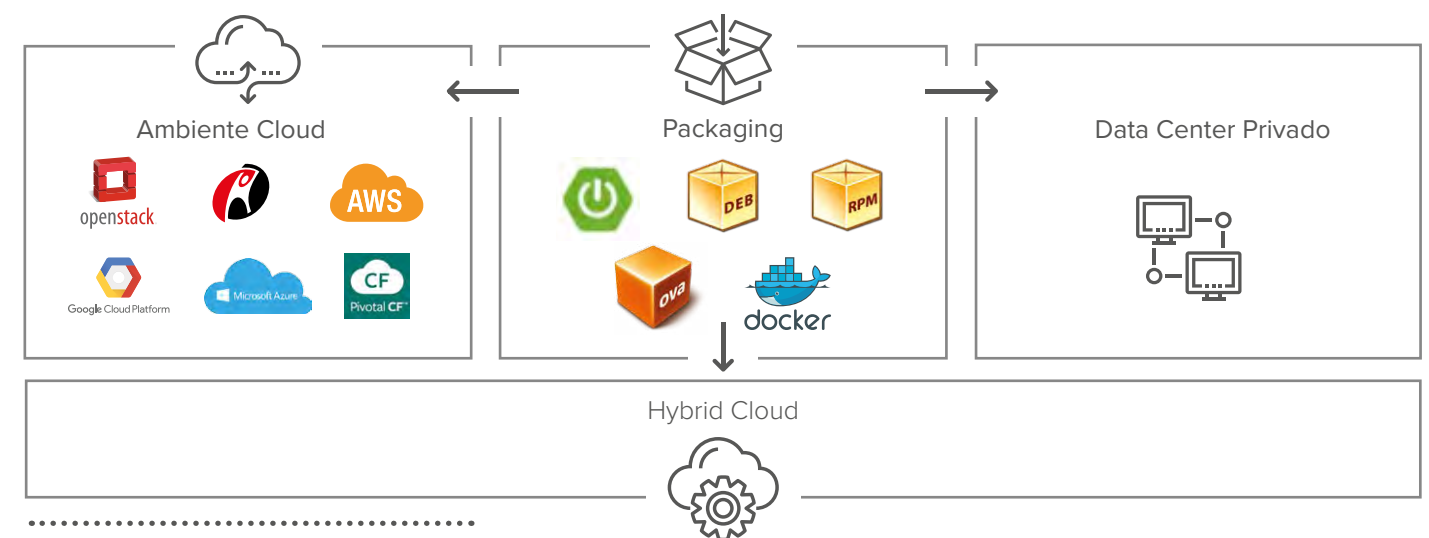 Ambiente Cloud
openstack
AWS
Google Cloud Platform
Microsoft Azure
CF
Pivotal CF™
Packaging
DEB
RPM
ova
docker
Data Center Privado
Hybrid Cloud